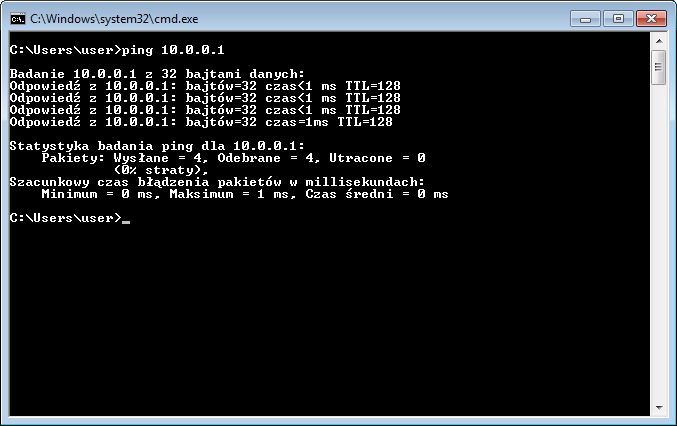 C:\Windows\system32\cmd.exe
C:\Users\user>ping 10.0.0.1
Badanie 10.0.0.1 z 32 bajtami danych:
Odpowiedź z 10.0.0.1: bajtów=32 czas<1 ms TTL=128
Odpowiedź z 10.0.0.1: bajtów=32 czas<1 ms TTL=128
Odpowiedź z 10.0.0.1: bajtów=32 czas<1 ms TTL=128
Odpowiedź z 10.0.0.1: bajtów=32 czas=1ms TTL=128
Statystyka badania ping dla 10.0.0.1:
    Pakiety: Wysłane = 4, Odebrane = 4, Utracone = 0
             (0% straty),
Szacunkowy czas błądzenia pakietów w millisekundach:
    Minimum = 0 ms, Maksimum = 1 ms, Czas średni = 0 ms
C:\Users\user>_